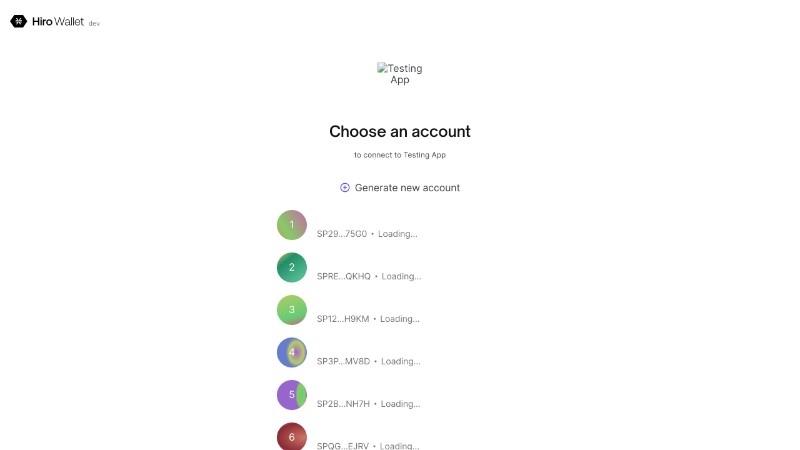 Hiro Wallet dev
Testing
App
Choose an account
to connect to Testing App
Generate new account
1
SP29...75G0 • Loading...
2
SPRE...QKHQ • Loading...
3
SP12...H9KM • Loading...
4
SP3P...MV8D • Loading...
5
SP2B...NH7H • Loading...
6
SPQG...EJRV • Loading...